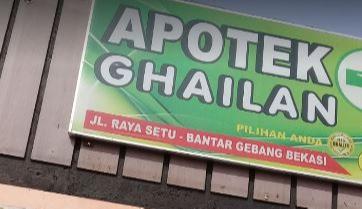 APOTEK
GHAILAN
PILIHAN ANDA
JL. RAYA SETU - BANTAR GEBANG BEKASI